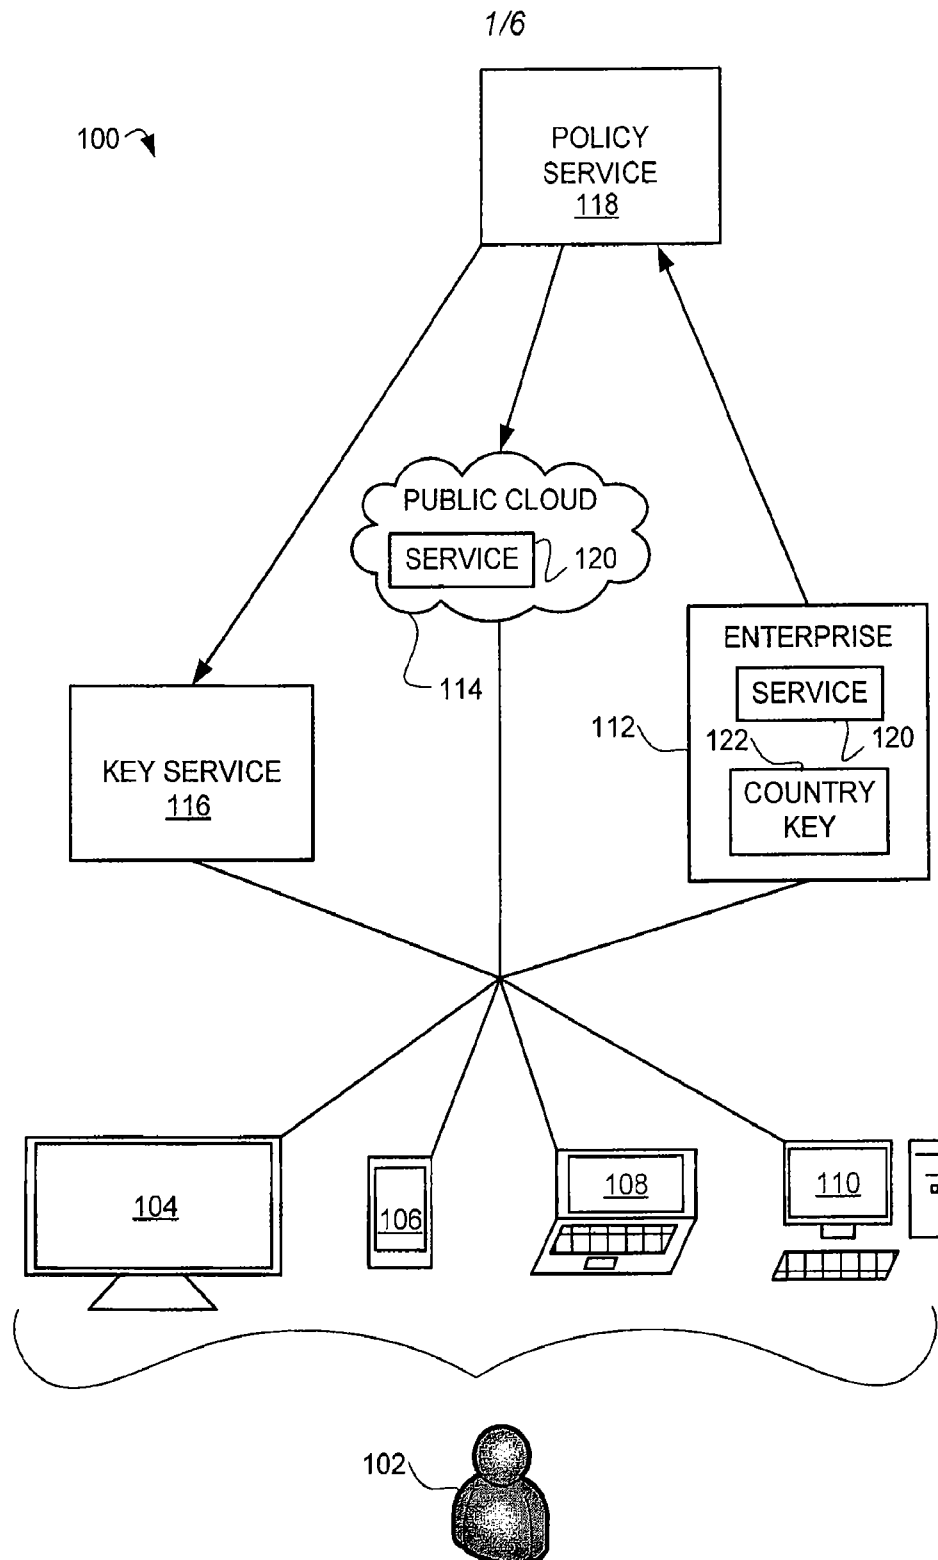 1/6
100
POLICY
SERVICE
118
PUBLIC CLOUD
SERVICE
120
114
ENTERPRISE
SERVICE
112
122
120
COUNTRY
KEY
KEY SERVICE
116
104
106
108
110
102